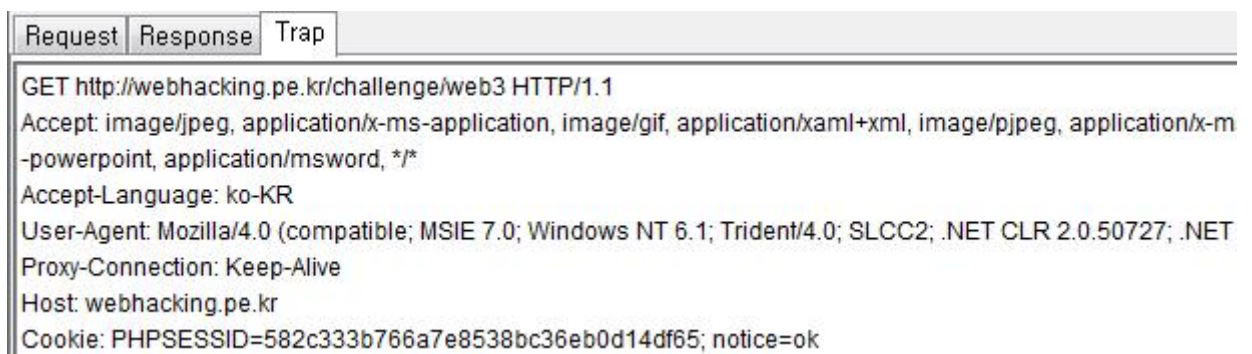 Request Response Trap
GET http://webhacking.pe.kr/challenge/web3 HTTP/1.1
Accept: image/jpeg, application/x-ms-application, image/gif, application/xaml+xml, image/pjpeg, application/x-m
-powerpoint, application/msword, */*
Accept-Language: ko-KR
User-Agent: Mozilla/4.0 (compatible; MSIE 7.0; Windows NT 6.1; Trident/4.0; SLCC2; .NET CLR 2.0.50727; .NET
Proxy-Connection: Keep-Alive
Host: webhacking.pe.kr
Cookie: PHPSESSID=582c333b766a7e8538bc36eb0d14df65; notice=ok